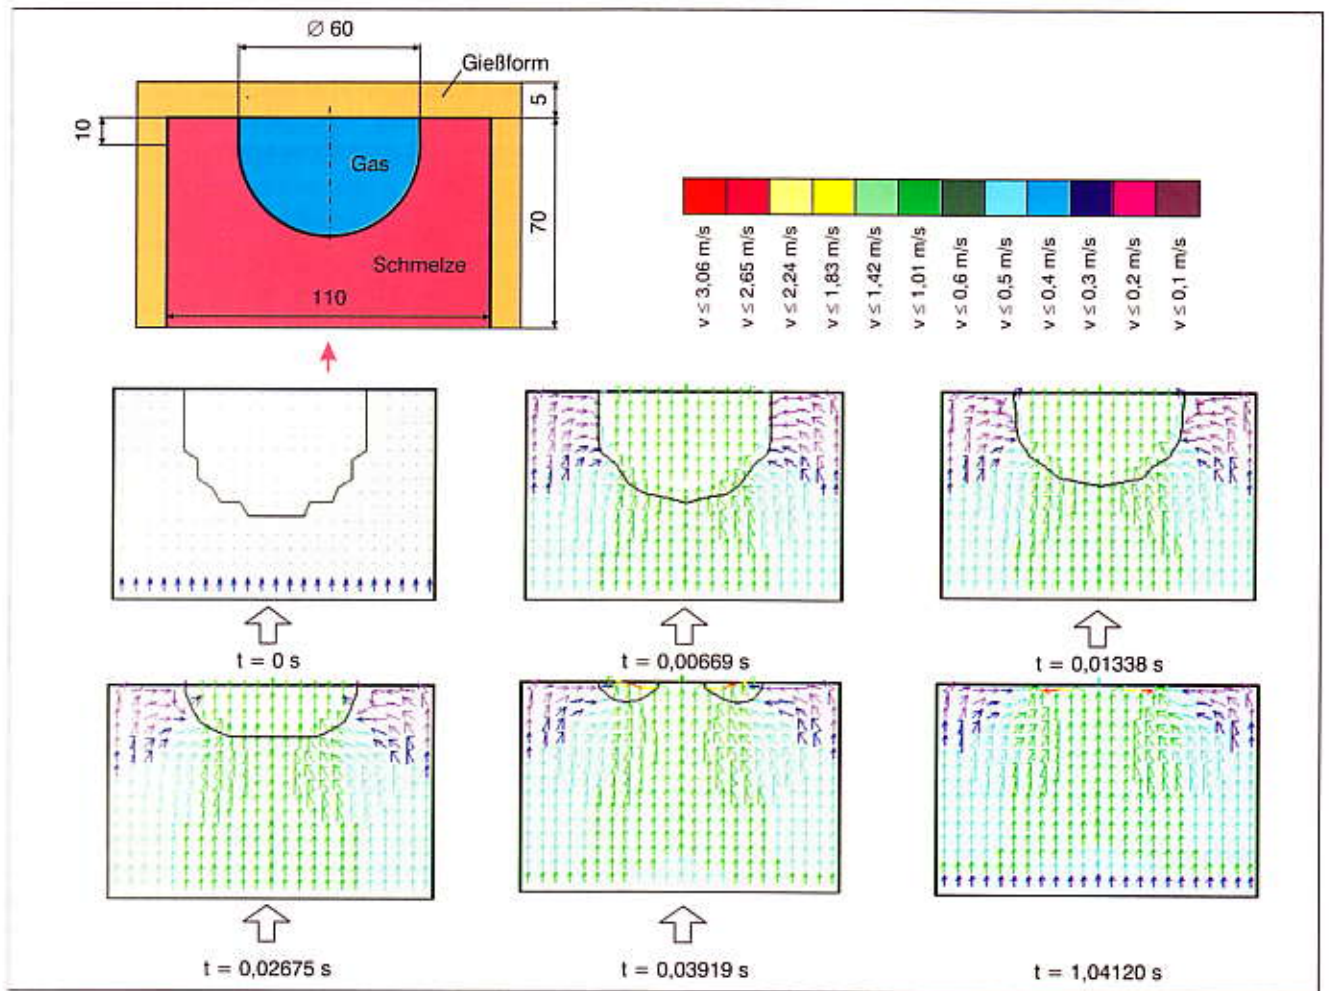 ∅ 60
Gießform
5
10
Gas
70
Schmelze
110
v ≤ 3,06 m/s
v ≤ 2,65 m/s
v ≤ 2,24 m/s
v ≤ 1,83 m/s
v ≤ 1,42 m/s
v ≤ 1,01 m/s
v ≤ 0,6 m/s
v ≤ 0,5 m/s
v ≤ 0,4 m/s
v ≤ 0,3 m/s
v ≤ 0,2 m/s
v ≤ 0,1 m/s
t = 0 s
t = 0,00669 s
t = 0,01338 s
t = 0,02675 s
t = 0,03919 s
t = 1,04120 s